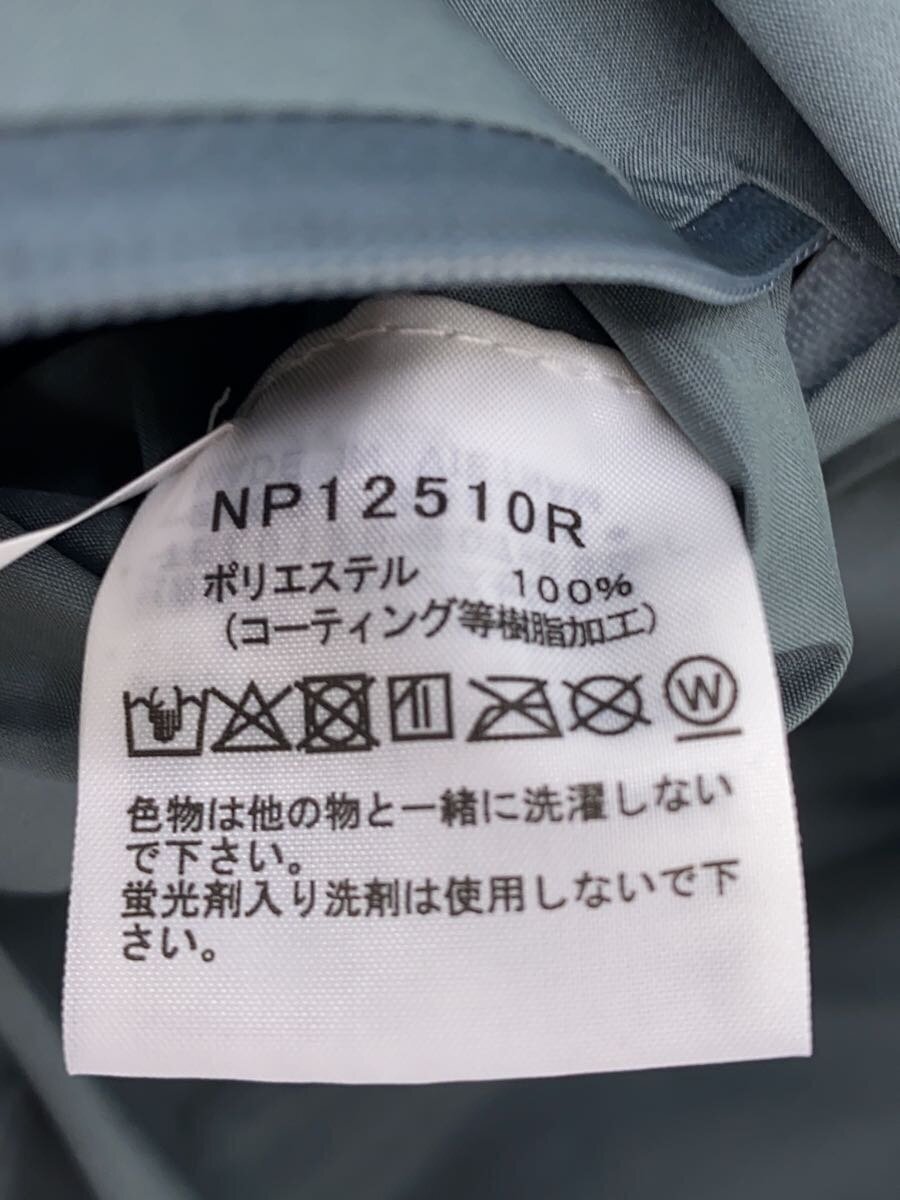 NP12510R
ポリエステル 100%
(コーティング等樹脂加工)
W
色物は他の物と一緒に洗濯しない
で下さい。
蛍光剤入り洗剤は使用しないで下
さい。